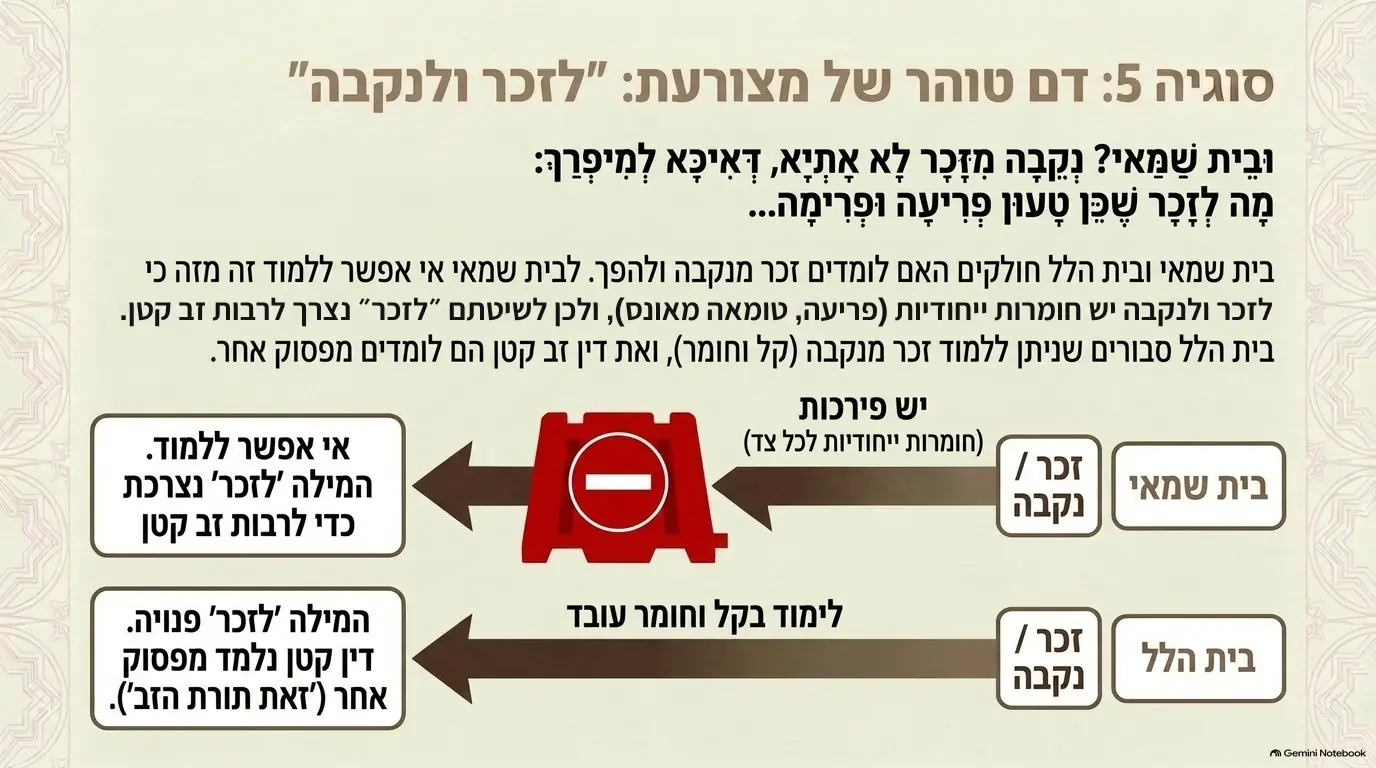 סוגיה 5: דם טוהר של מצורעת: "לזכר ולנקבה"
וּבֵית שַׁמַּאי? נְקֵבָה מִזָּכָר לָא אָתְיָא, דְּאִיכָּא לְמִיפְרַךְ:
מָה לְזָכָר שֶׁכֵּן טָעוּן פְּרִיעָה וּפְרִימָה...
בית שמאי ובית הלל חולקים האם לומדים זכר מנקבה ולהפך. לבית שמאי אי אפשר ללמוד זה מזה כי
לזכר ולנקבה יש חומרות ייחודיות (פריעה, טומאה מאונס), ולכן לשיטתם "לזכר" נצרך לרבות זב קטן.
בית הלל סבורים שניתן ללמוד זכר מנקבה (קל וחומר), ואת דין זב קטן הם לומדים מפסוק אחר.
בית שמאי
זכר /
נקבה
יש פירכות
(חומרות ייחודיות לכל צד)
אי אפשר ללמוד.
המילה 'לזכר' נצרכת
כדי לרבות זב קטן
בית הלל
זכר /
נקבה
לימוד בקל וחומר עובד
המילה 'לזכר' פנויה.
דין קטן נלמד מפסוק
אחר ('זאת תורת הזב').
Gemini Notebook